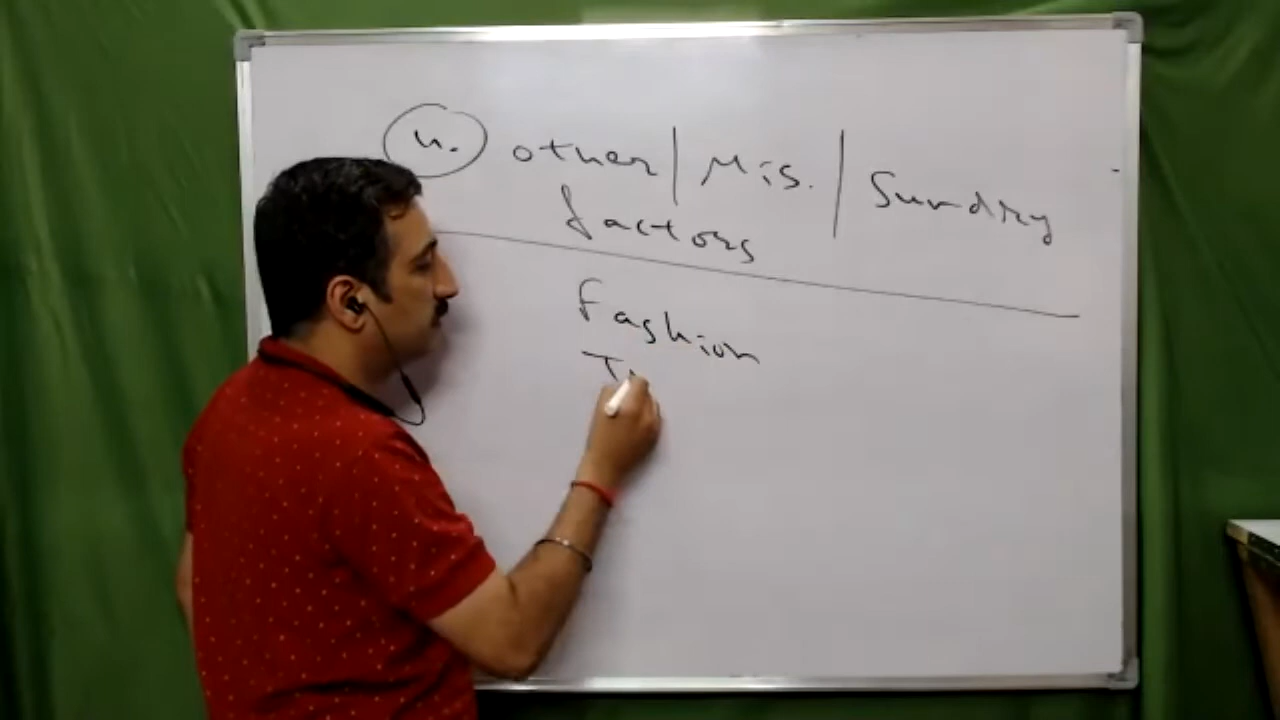 4. other | Mis. | Sundry
factors
Fashion
T